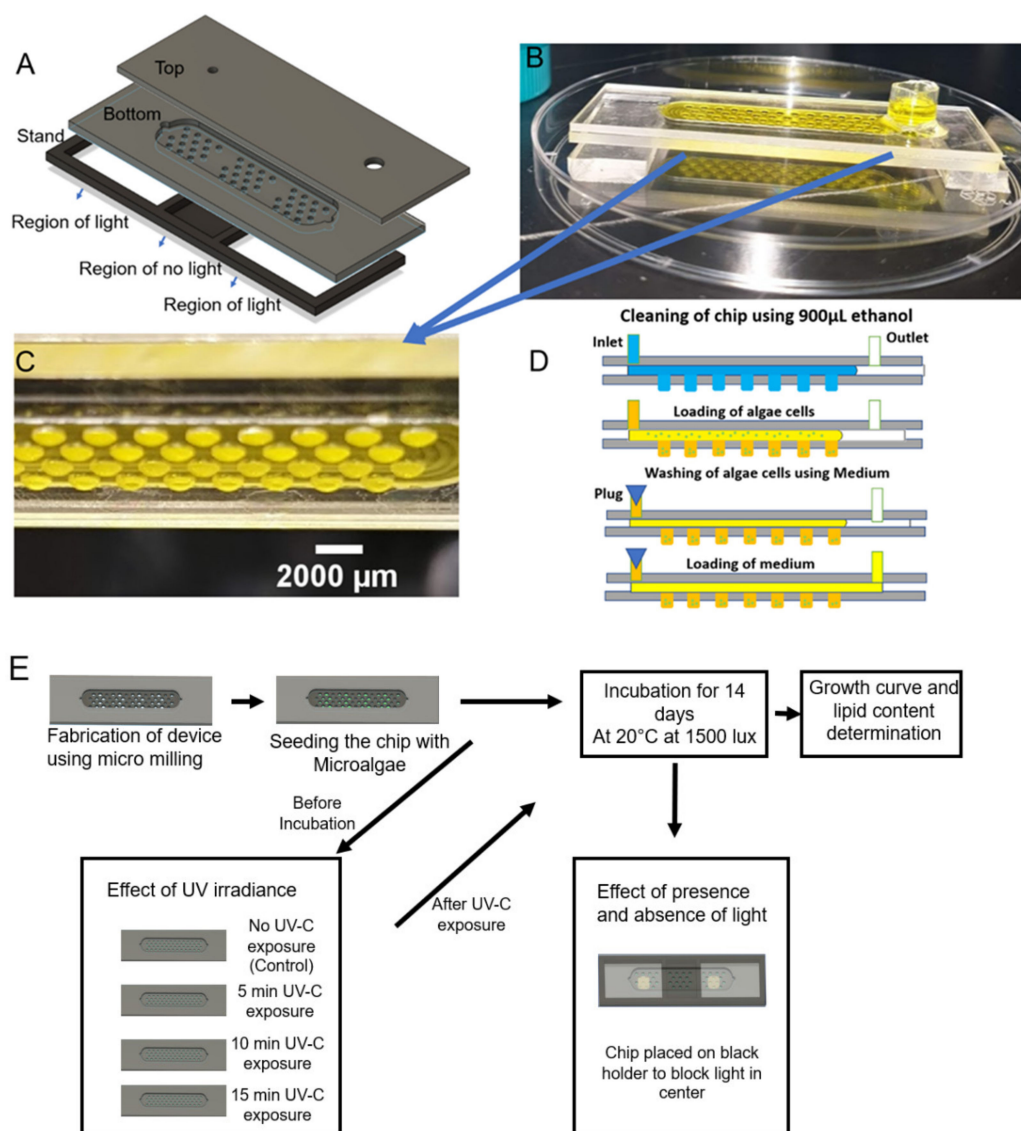 A
Top
Bottom
Stand
Region of light
Region of no light
Region of light
B
C
2000 µm
Cleaning of chip using 900µL ethanol
Inlet
Outlet
D
Loading of algae cells
Washing of algae cells using Medium
Plug
Loading of medium
E
Fabrication of device
using micro milling
Seeding the chip with
Microalgae
Incubation for 14
days
At 20°C at 1500 lux
Growth curve and
lipid content
determination
Before
Incubation
After UV-C
exposure
Effect of UV irradiance
No UV-C
exposure
(Control)
5 min UV-C
exposure
10 min UV-C
exposure
15 min UV-C
exposure
Effect of presence
and absence of light
Chip placed on black
holder to block light in
center